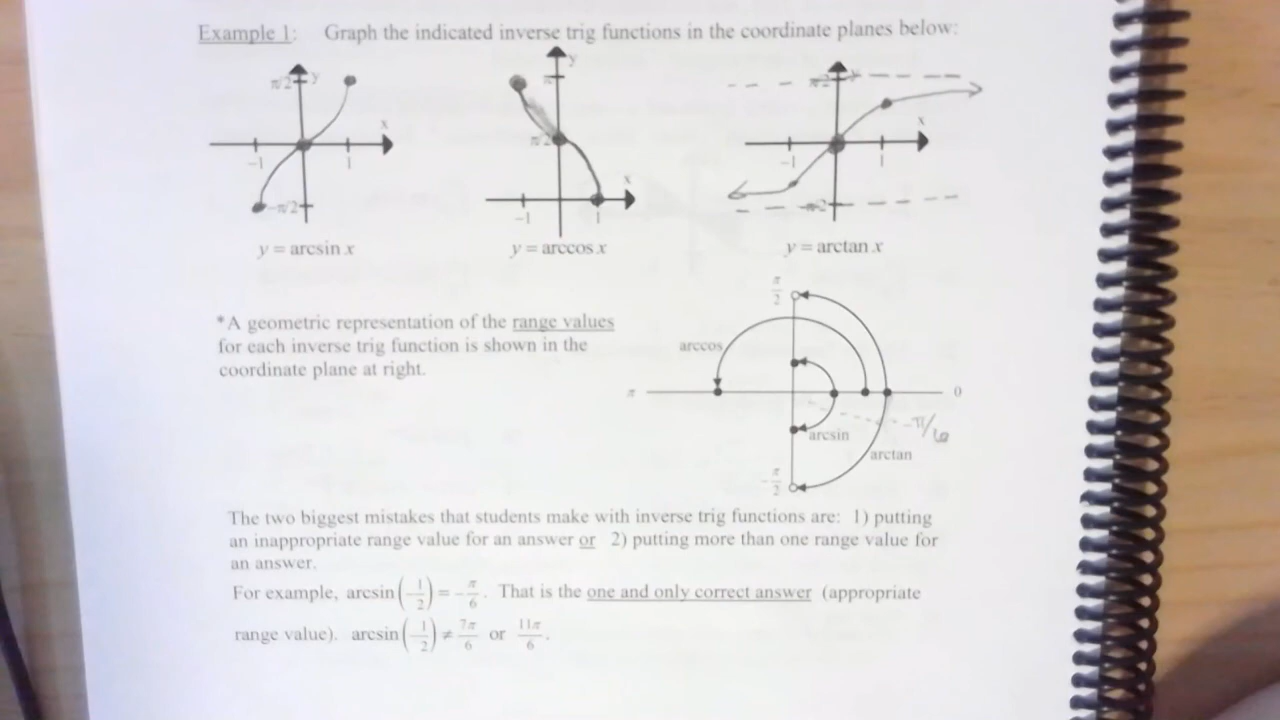 Example 1: Graph the indicated inverse trig functions in the coordinate planes below:
π/2 y
x
-1 1
-π/2
y = arcsin x
y
π
π/2
x
-1 1
y = arccos x
π/2 y
x
-1 1
-π/2
y = arctan x
*A geometric representation of the range values
for each inverse trig function is shown in the
coordinate plane at right.
π/2
arccos
π 0
-π/6
arcsin
arctan
-π/2
The two biggest mistakes that students make with inverse trig functions are: 1) putting
an inappropriate range value for an answer or 2) putting more than one range value for
an answer.
For example, arcsin(-1/2) = -π/6. That is the one and only correct answer (appropriate
range value). arcsin(-1/2) ≠ 7π/6 or 11π/6.